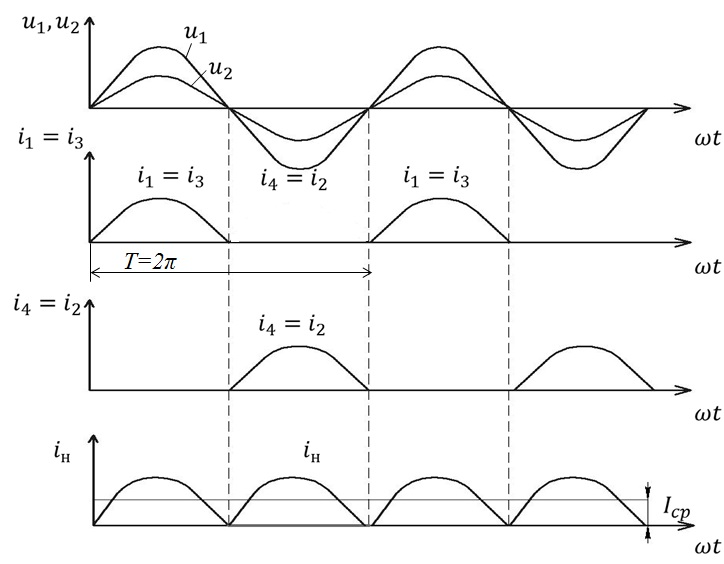 u₁, u₂
u₁
u₂
ωt
i₁ = i₃
i₁ = i₃
i₄ = i₂
i₁ = i₃
ωt
T=2π
i₄ = i₂
i₄ = i₂
ωt
iн
iн
Iср
ωt